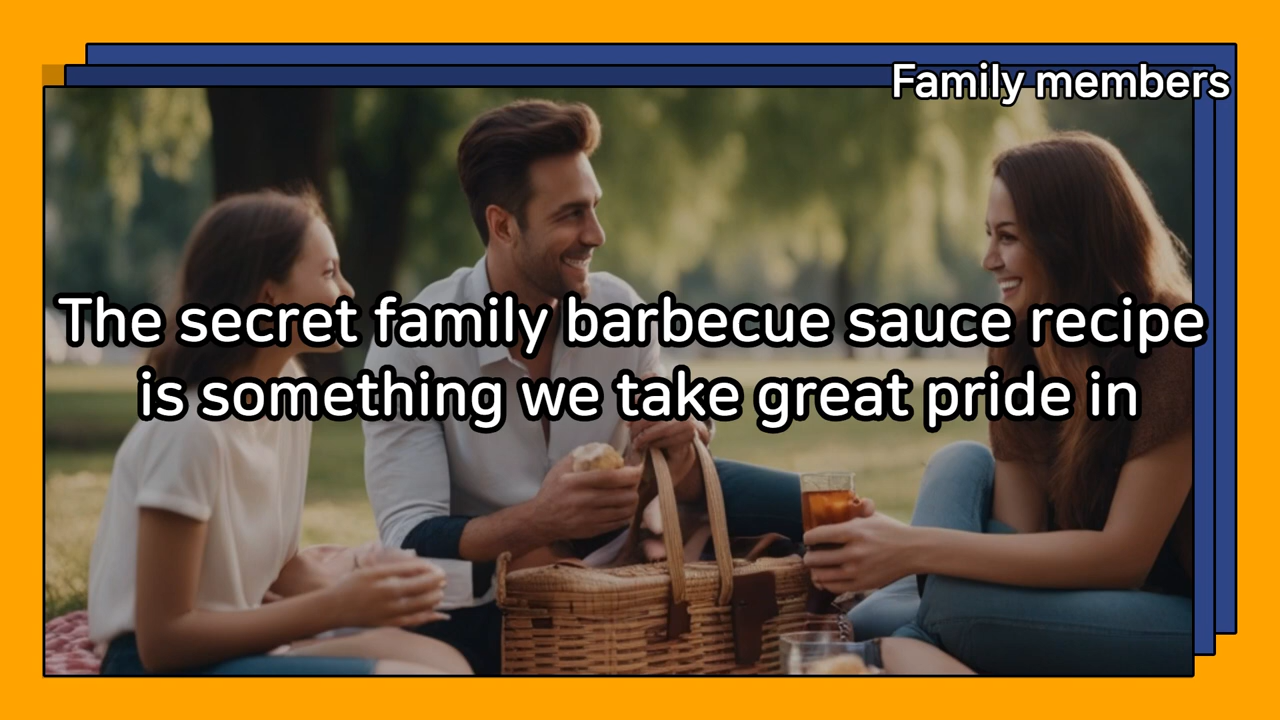 Family members
The secret family barbecue sauce recipe
is something we take great pride in